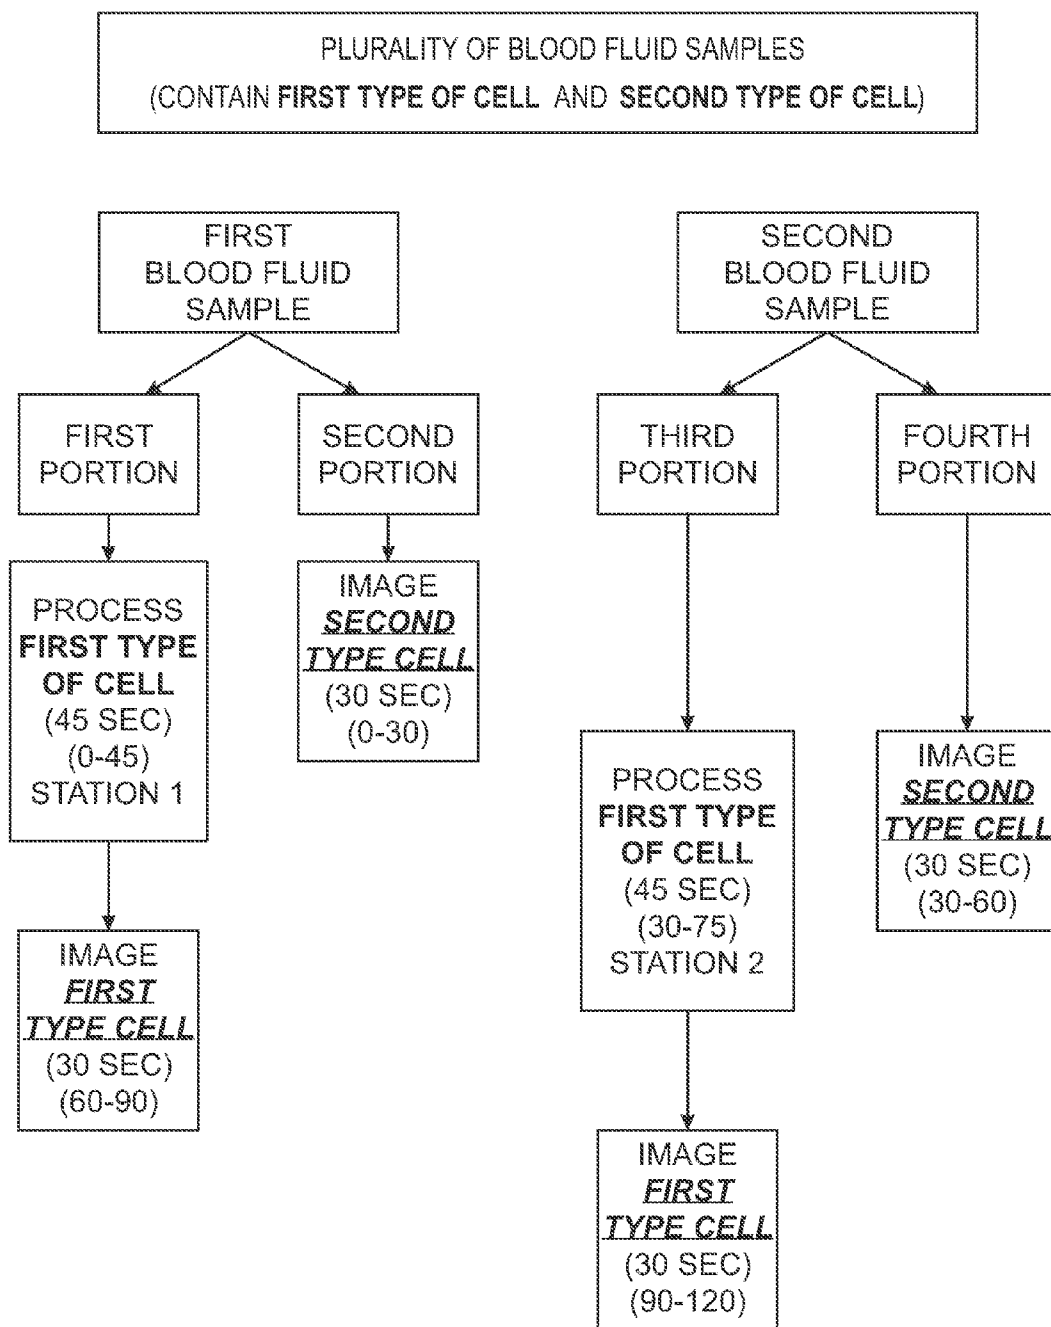 PLURALITY OF BLOOD FLUID SAMPLES
(CONTAIN FIRST TYPE OF CELL AND SECOND TYPE OF CELL)
FIRST
BLOOD FLUID
SAMPLE
SECOND
BLOOD FLUID
SAMPLE
FIRST
PORTION
SECOND
PORTION
THIRD
PORTION
FOURTH
PORTION
PROCESS
FIRST TYPE
OF CELL
(45 SEC)
(0-45)
STATION 1
IMAGE
SECOND
TYPE CELL
(30 SEC)
(0-30)
PROCESS
FIRST TYPE
OF CELL
(45 SEC)
(30-75)
STATION 2
IMAGE
SECOND
TYPE CELL
(30 SEC)
(30-60)
IMAGE
FIRST
TYPE CELL
(30 SEC)
(60-90)
IMAGE
FIRST
TYPE CELL
(30 SEC)
(90-120)